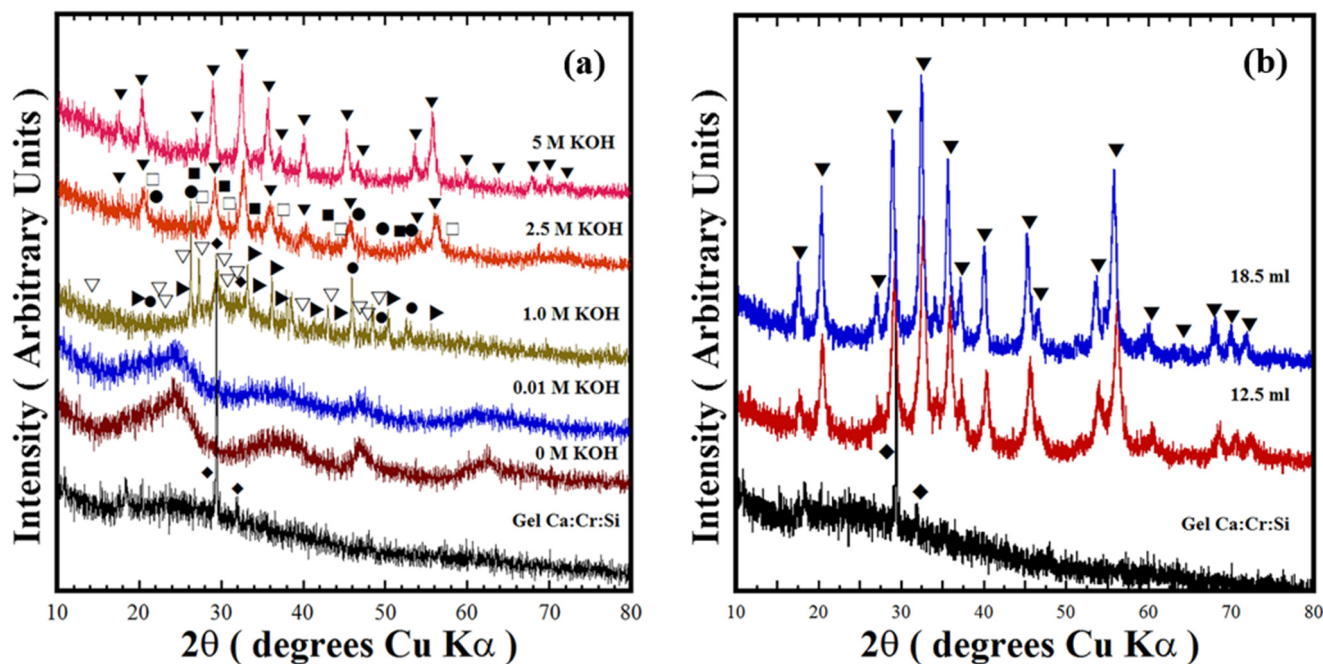 (a)
Intensity ( Arbitrary Units )
5 M KOH
2.5 M KOH
1.0 M KOH
0.01 M KOH
0 M KOH
Gel Ca:Cr:Si
10 20 30 40 50 60 70 80
2θ ( degrees Cu Kα )
(b)
Intensity ( Arbitrary Units )
18.5 ml
12.5 ml
Gel Ca:Cr:Si
10 20 30 40 50 60 70 80
2θ ( degrees Cu Kα )